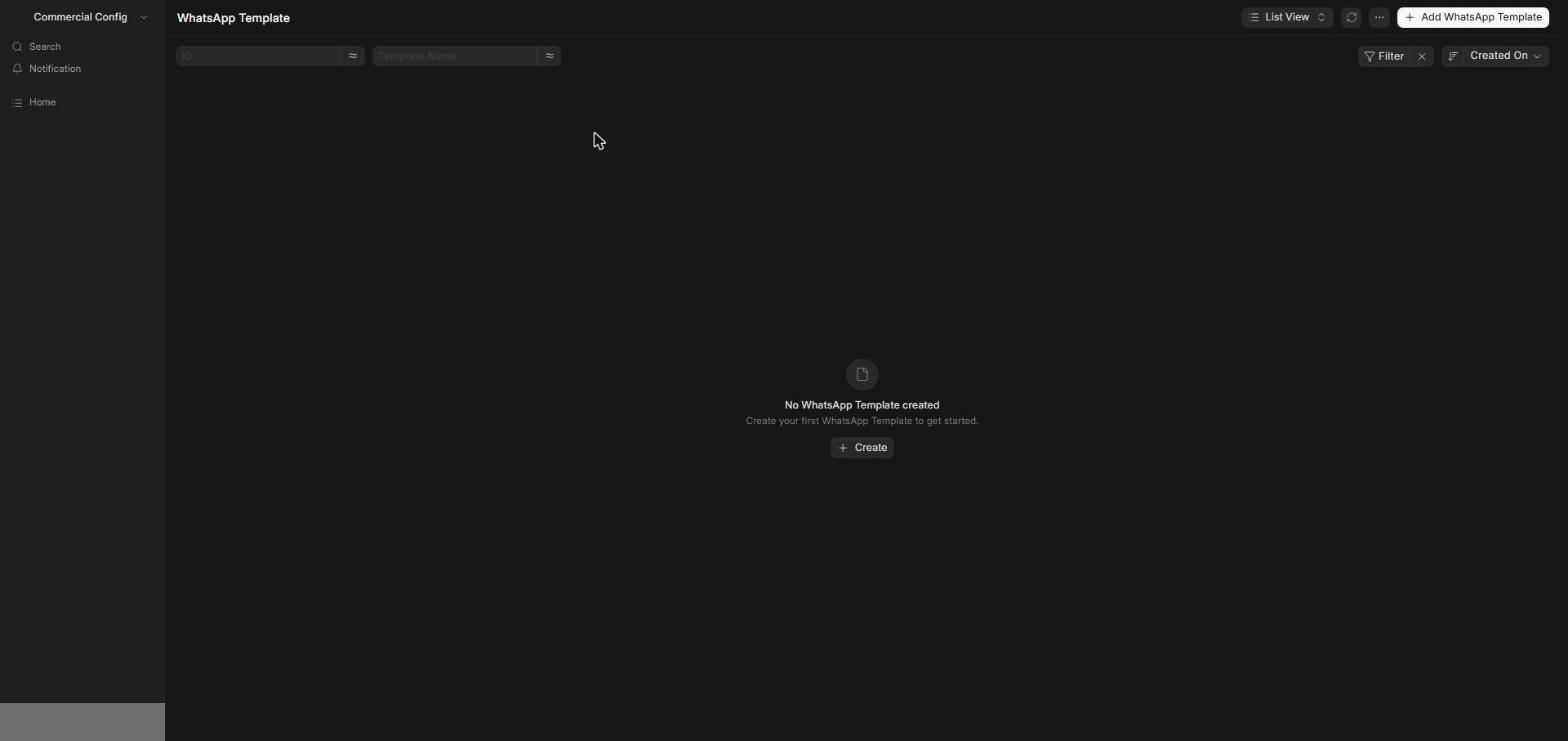 Commercial Config
Search
Notification
Home
WhatsApp Template
List View
Add WhatsApp Template
ID
Template Name
Filter
Created On
No WhatsApp Template created
Create your first WhatsApp Template to get started.
Create